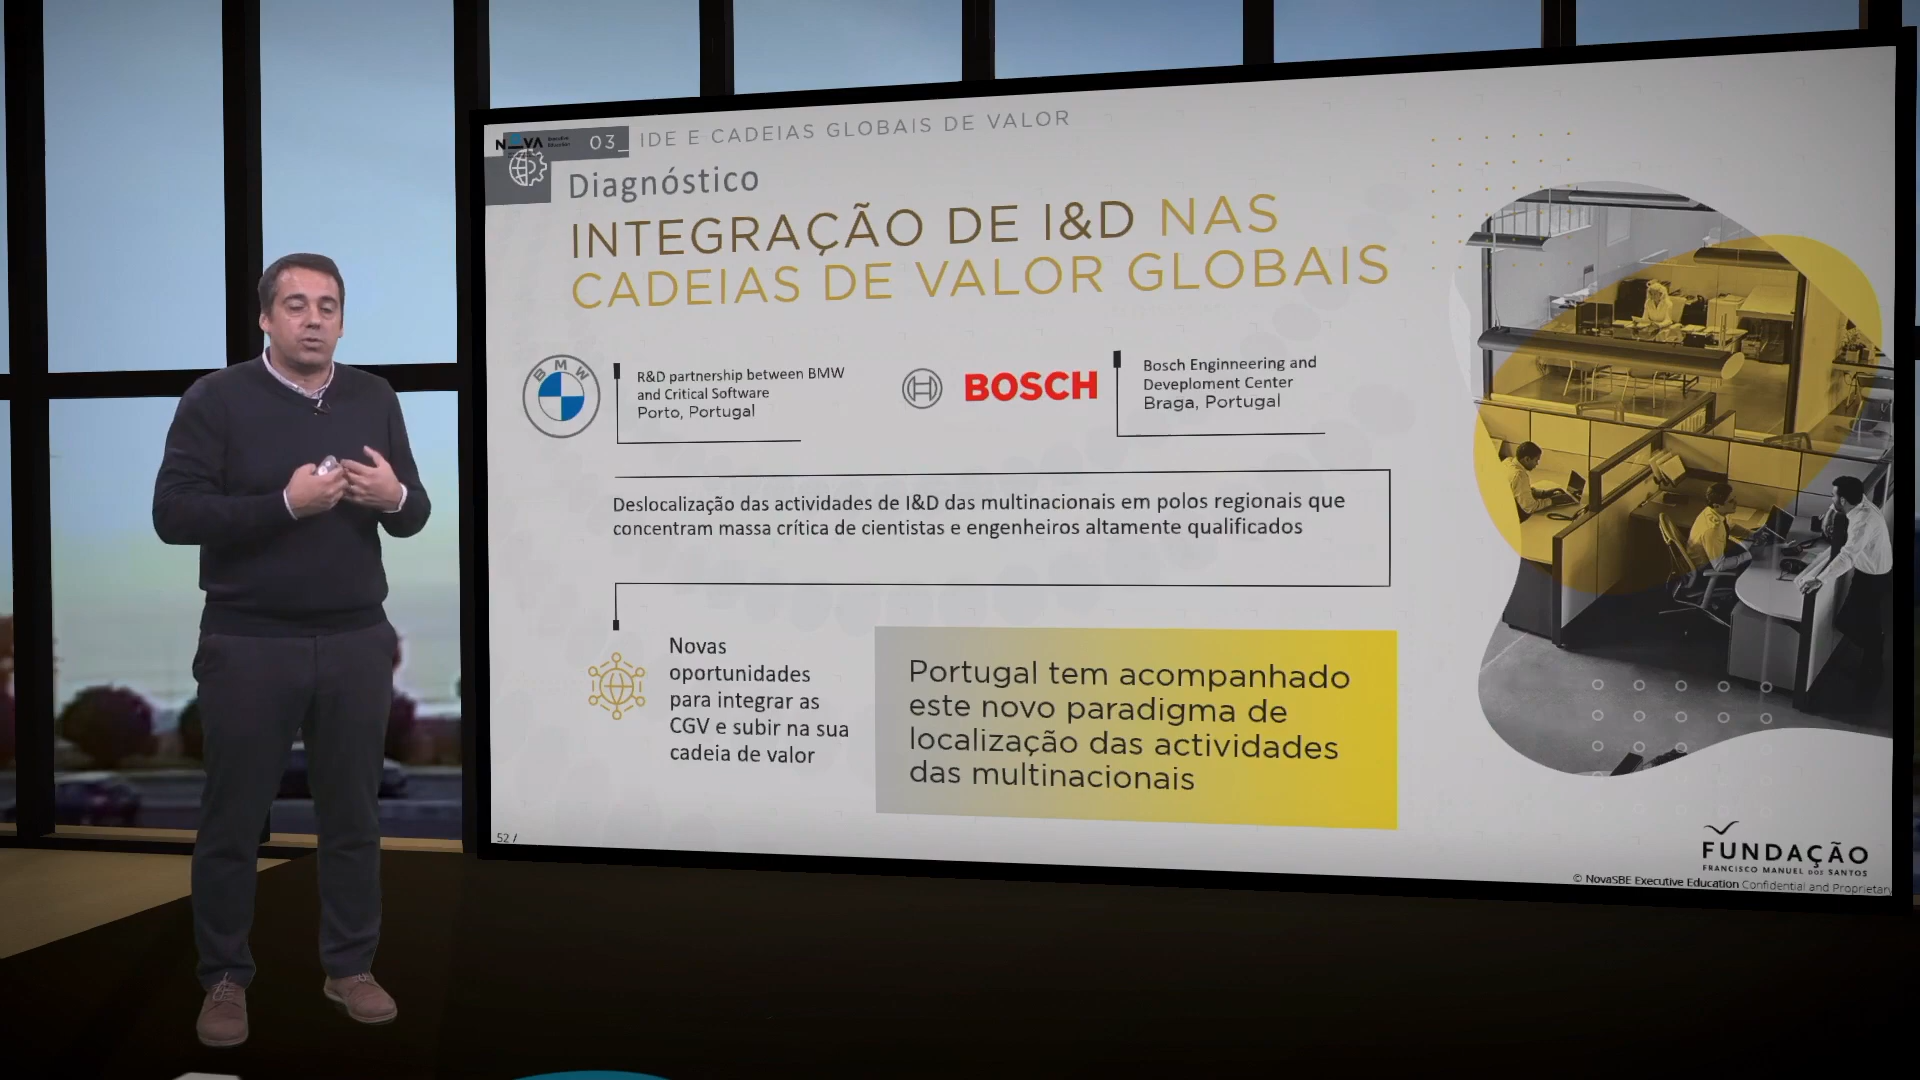 NOVA
03_
IDE E CADEIAS GLOBAIS DE VALOR
Diagnóstico
INTEGRAÇÃO DE I&D NAS
CADEIAS DE VALOR GLOBAIS
BMW
R&D partnership between BMW
and Critical Software
Porto, Portugal
BOSCH
Bosch Enginneering and
Deveploment Center
Braga, Portugal
Deslocalização das actividades de I&D das multinacionais em polos regionais que
concentram massa crítica de cientistas e engenheiros altamente qualificados
Novas
oportunidades
para integrar as
CGV e subir na sua
cadeia de valor
Portugal tem acompanhado
este novo paradigma de
localização das actividades
das multinacionais
52 /
FUNDAÇÃO
FRANCISCO MANUEL DOS SANTOS
© NovaSBE Executive Education Confidential and Proprietary